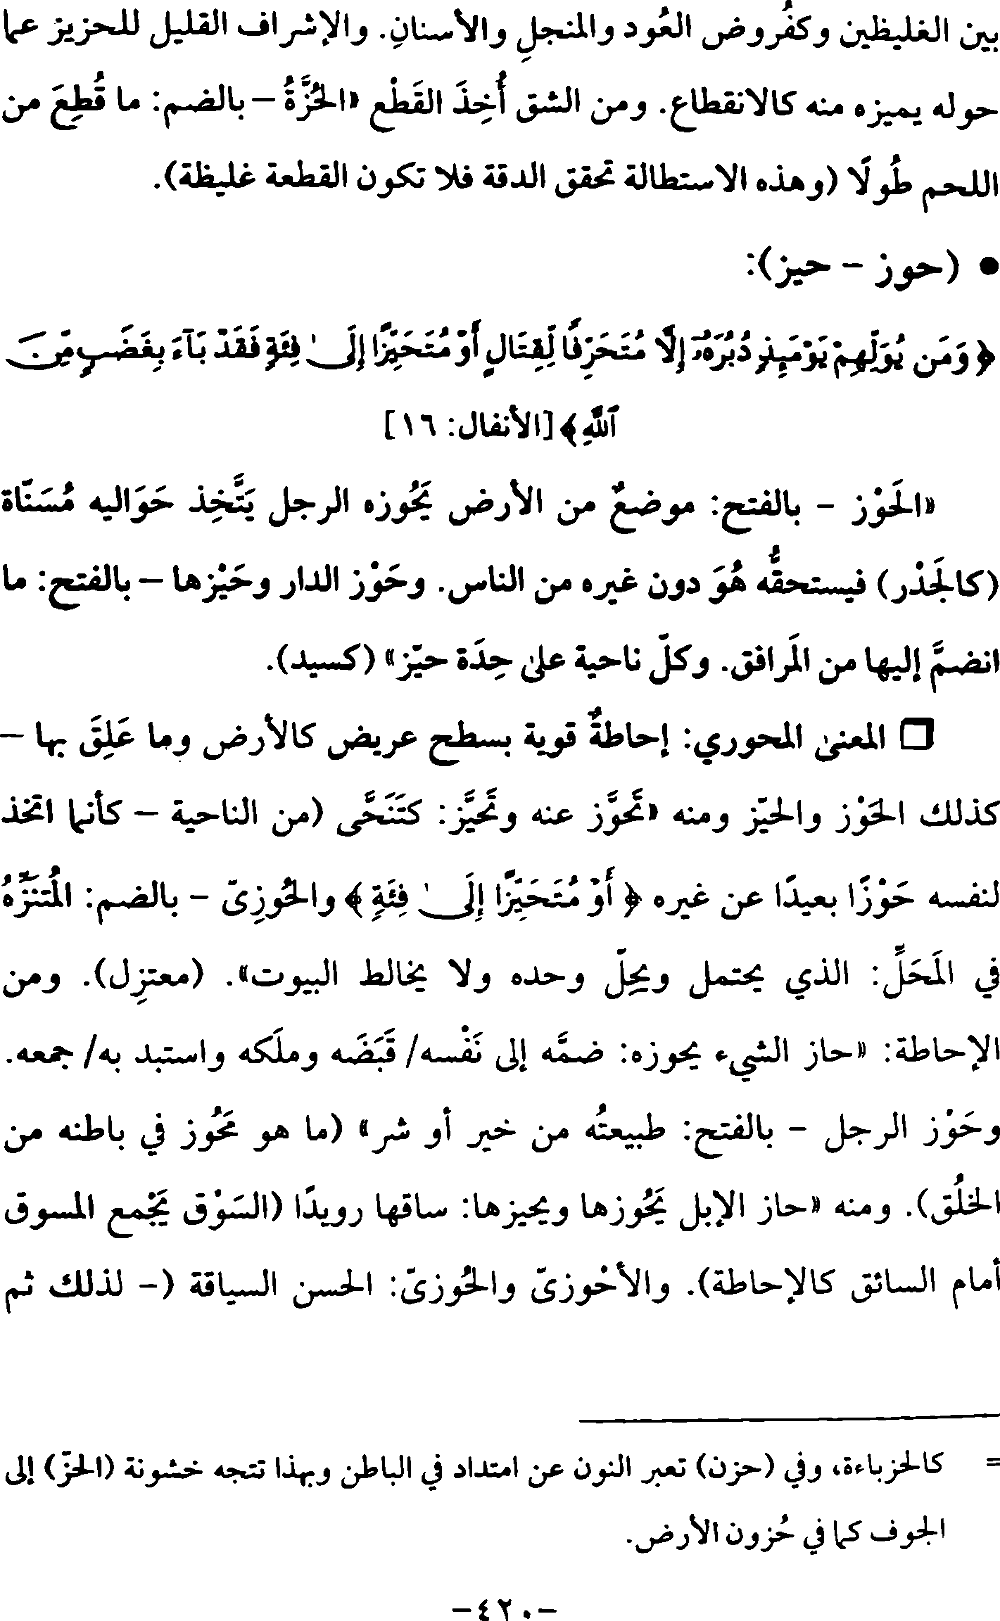 بين الغليظين وكفُروض العُود والمنجلِ والأسنانِ. والإشراف القليل للحزيز عما
حوله يميزه منه كالانقطاع. ومن الشق أُخِذَ القَطْع «الحُزَّةُ – بالضم: ما قُطِعَ من
اللحم طُولًا (وهذه الاستطالة تحقق الدقة فلا تكون القطعة غليظة).
● (حوز – حيز):
﴿ وَمَن يُوَلِّهِمْ يَوْمَئِذٍ دُبُرَهُۥٓ إِلَّا مُتَحَرِّفًا لِّقِتَالٍ أَوْ مُتَحَيِّزًا إِلَىٰ فِئَةٍ فَقَدْ بَآءَ بِغَضَبٍ مِّنَ
ٱللَّهِ ﴾ [الأنفال: ١٦]
«الحَوْز – بالفتح: موضعٌ من الأرض يَحُوزه الرجل يَتَّخِذ حَوَاليه مُسَنَّاة
(كالجَدْر) فيستحقُّه هُوَ دون غيره من الناس. وحَوْز الدار وحَيْزها – بالفتح: ما
انضمَّ إليها من المَرافق. وكلّ ناحية علىٰ حِدَة حيّز» (كسيد).
❒ المعنىٰ المحوري: إحاطةٌ قوية بسطح عريض كالأرض وما عَلِقَ بها –
كذلك الحَوْز والحيّز ومنه «تَحوَّز عنه وتَحيَّز: كتَنَحَّى (من الناحية – كأنما اتخذ
لنفسه حَوْزًا بعيدًا عن غيره ﴿ أَوْ مُتَحَيِّزًا إِلَىٰ فِئَةٍ ﴾ والحُوزِىّ – بالضم: المُتنَزِّهُ
في المَحَلِّ: الذي يحتمل ويحِلّ وحده ولا يخالط البيوت». (معتزِل). ومن
الإحاطة: «حاز الشيء يحوزه: ضمَّه إلى نَفْسه/ قَبَضَه وملَكه واستبد به/ جمعه.
وحَوْز الرجل – بالفتح: طبيعتُه من خير أو شر» (ما هو مَحُوز في باطنه من
الخلُق). ومنه «حاز الإبل يَحُوزها ويحيزها: ساقها رويدًا (السَوْق يَجْمع المسوق
أمام السائق كالإحاطة). والأحْوزىّ والحُوزىّ: الحسن السياقة (– لذلك ثم
= كالحزباءة، وفي (حزن) تعبر النون عن امتداد في الباطن وبهذا تتجه خشونة (الحزّ) إلى
الجوف كما في حُزون الأرض.
–٤٢٠–